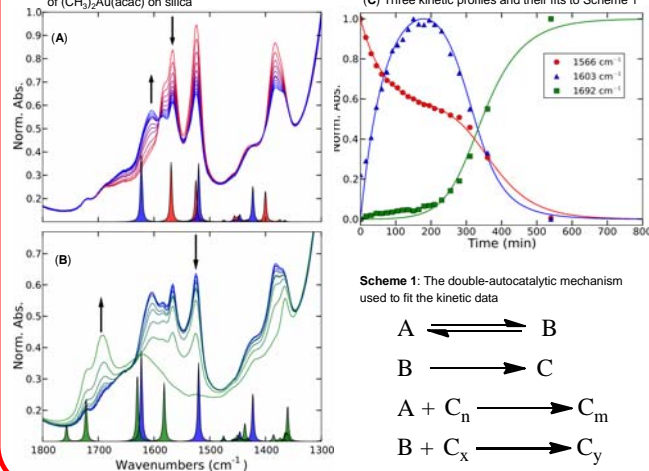 of (CH₃)₂Au(acac) on silica
(C) Three kinetic profiles and their fits to Scheme 1
(A)
Norm. Abs.
1.0
0.9
0.8
0.7
0.6
0.5
0.4
0.3
0.2
(B)
Norm. Abs.
0.7
0.6
0.5
0.4
0.3
0.2
1800 1700 1600 1500 1400 1300
Wavenumbers (cm⁻¹)
Norm. Abs.
1.0
0.8
0.6
0.4
0.2
0.0
1566 cm⁻¹
1603 cm⁻¹
1692 cm⁻¹
0 100 200 300 400 500 600 700 800
Time (min)
Scheme 1: The double-autocatalytic mechanism
used to fit the kinetic data
A B
B C
A + Cn Cm
B + Cx Cy